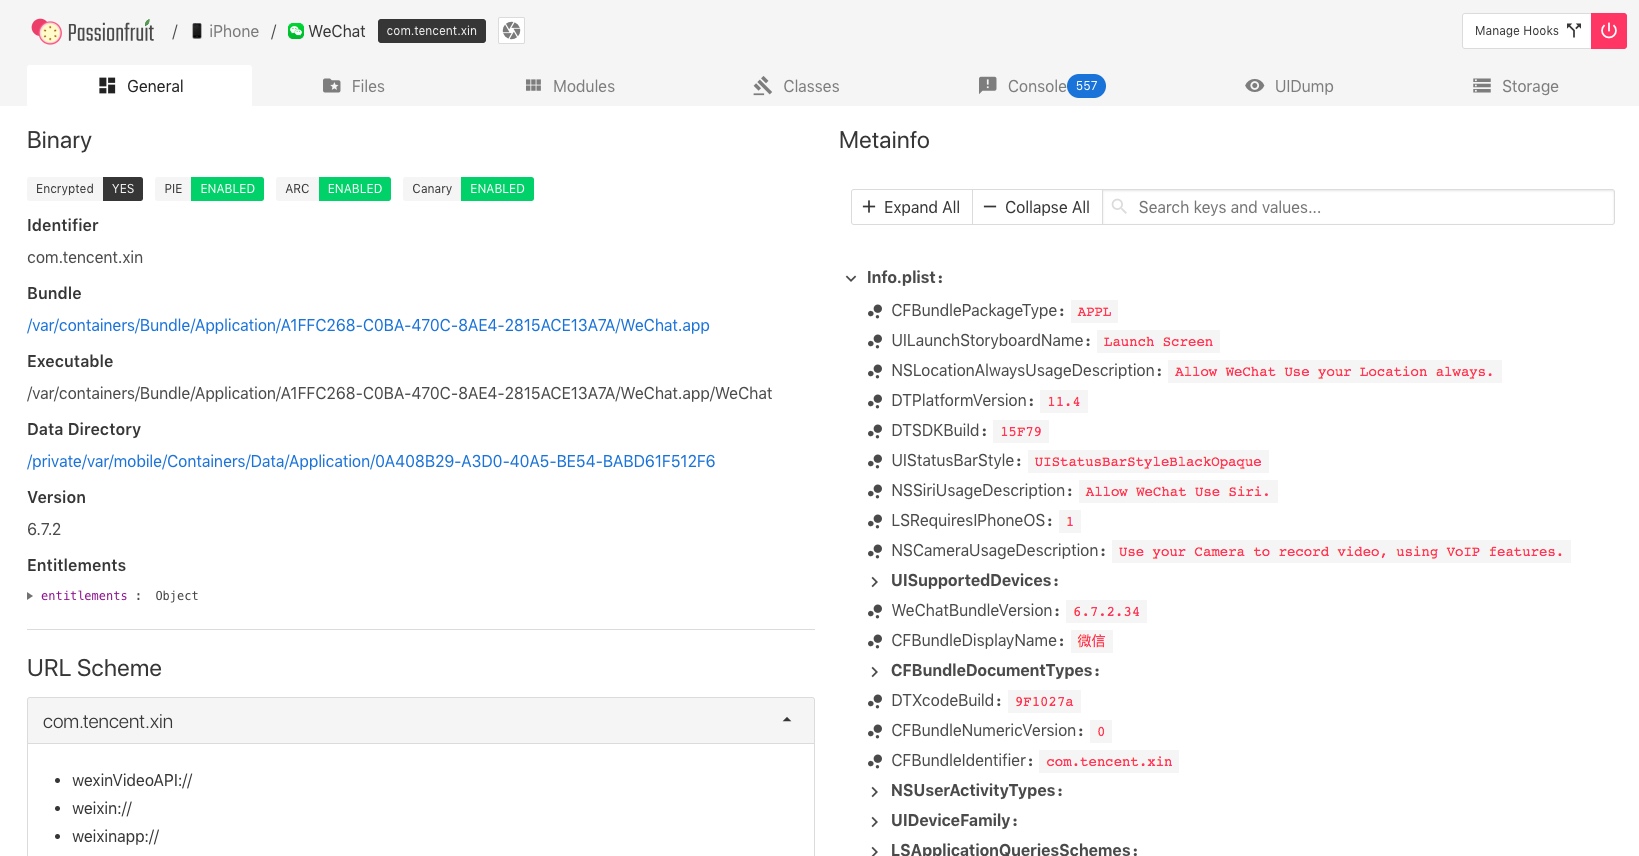 Passionfruit / iPhone / WeChat com.tencent.xin Manage Hooks
General Files Modules Classes Console 557 UIDump Storage
Binary
Encrypted YES PIE ENABLED ARC ENABLED Canary ENABLED
Identifier
com.tencent.xin
Bundle
/var/containers/Bundle/Application/A1FFC268-C0BA-470C-8AE4-2815ACE13A7A/WeChat.app
Executable
/var/containers/Bundle/Application/A1FFC268-C0BA-470C-8AE4-2815ACE13A7A/WeChat.app/WeChat
Data Directory
/private/var/mobile/Containers/Data/Application/0A408B29-A3D0-40A5-BE54-BABD61F512F6
Version
6.7.2
Entitlements
entitlements : Object
URL Scheme
com.tencent.xin
• wexinVideoAPI://
• weixin://
• weixinapp://
Metainfo
+ Expand All − Collapse All Search keys and values...
Info.plist:
CFBundlePackageType: APPL
UILaunchStoryboardName: Launch Screen
NSLocationAlwaysUsageDescription: Allow WeChat Use your Location always.
DTPlatformVersion: 11.4
DTSDKBuild: 15F79
UIStatusBarStyle: UIStatusBarStyleBlackOpaque
NSSiriUsageDescription: Allow WeChat Use Siri.
LSRequiresIPhoneOS: 1
NSCameraUsageDescription: Use your Camera to record video, using VoIP features.
UISupportedDevices:
WeChatBundleVersion: 6.7.2.34
CFBundleDisplayName: 微信
CFBundleDocumentTypes:
DTXcodeBuild: 9F1027a
CFBundleNumericVersion: 0
CFBundleIdentifier: com.tencent.xin
NSUserActivityTypes:
UIDeviceFamily:
LSApplicationQueriesSchemes: